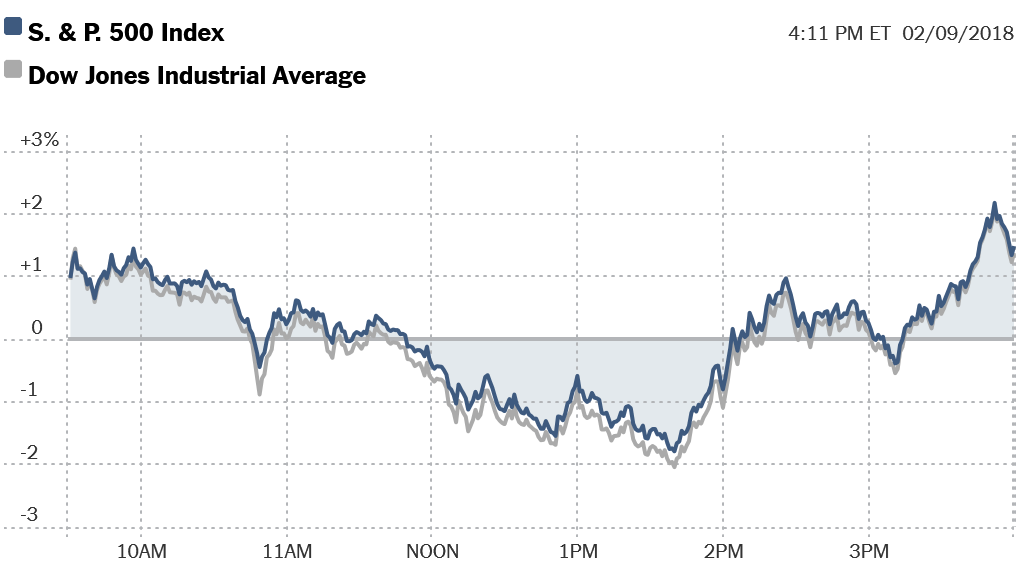 S. & P. 500 Index
4:11 PM ET 02/09/2018
Dow Jones Industrial Average
+3%
+2
+1
0
-1
-2
-3
10AM 11AM NOON 1PM 2PM 3PM